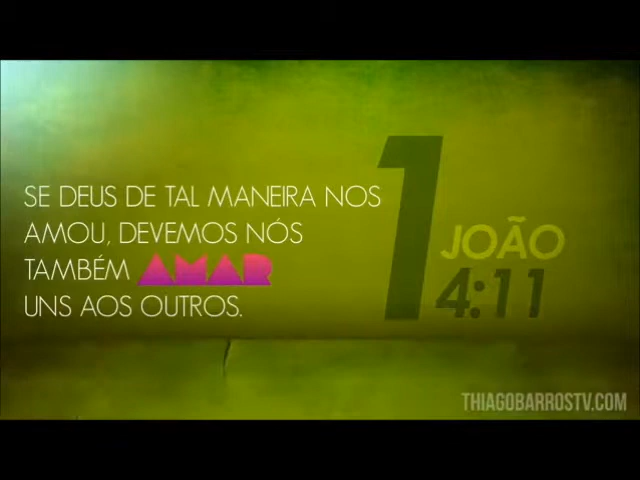 SE DEUS DE TAL MANEIRA NOS
AMOU, DEVEMOS NÓS
TAMBÉM AMAR
UNS AOS OUTROS.
1
JOÃO
4:11
THIAGOBARROSTV.COM